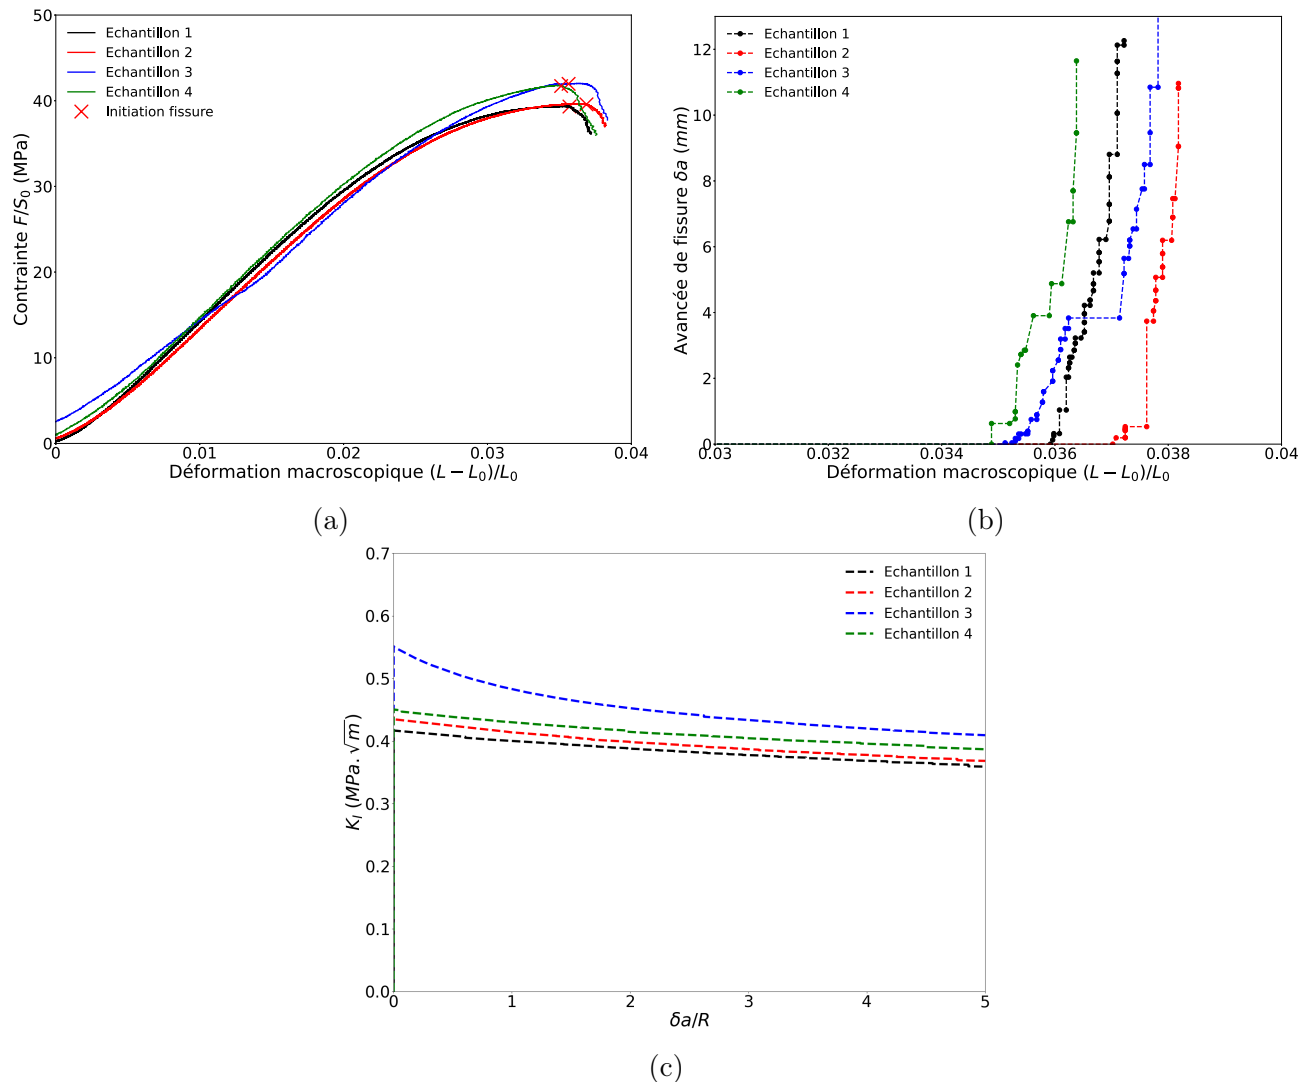 50
40
30
20
10
0
Contrainte F/S₀ (MPa)
Echantillon 1
Echantillon 2
Echantillon 3
Echantillon 4
Initiation fissure
0 0.01 0.02 0.03 0.04
Déformation macroscopique (L − L₀)/L₀
(a)
12
10
8
6
4
2
0
Avancée de fissure δa (mm)
Echantillon 1
Echantillon 2
Echantillon 3
Echantillon 4
0.03 0.032 0.034 0.036 0.038 0.04
Déformation macroscopique (L − L₀)/L₀
(b)
0.7
0.6
0.5
0.4
0.3
0.2
0.1
0.0
K_I (MPa.√m)
Echantillon 1
Echantillon 2
Echantillon 3
Echantillon 4
0 1 2 3 4 5
δa/R
(c)